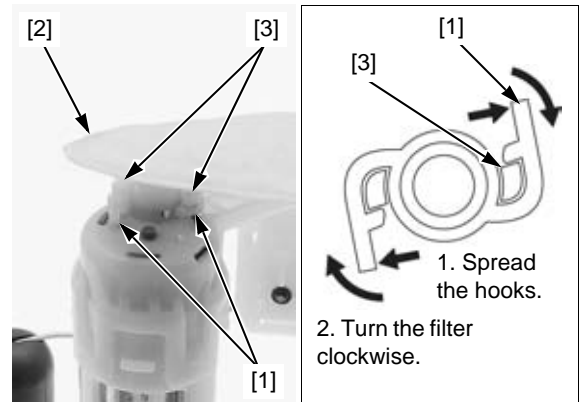 [2]
[3]
[1]
[1]
[3]
1. Spread
the hooks.
2. Turn the filter
clockwise.